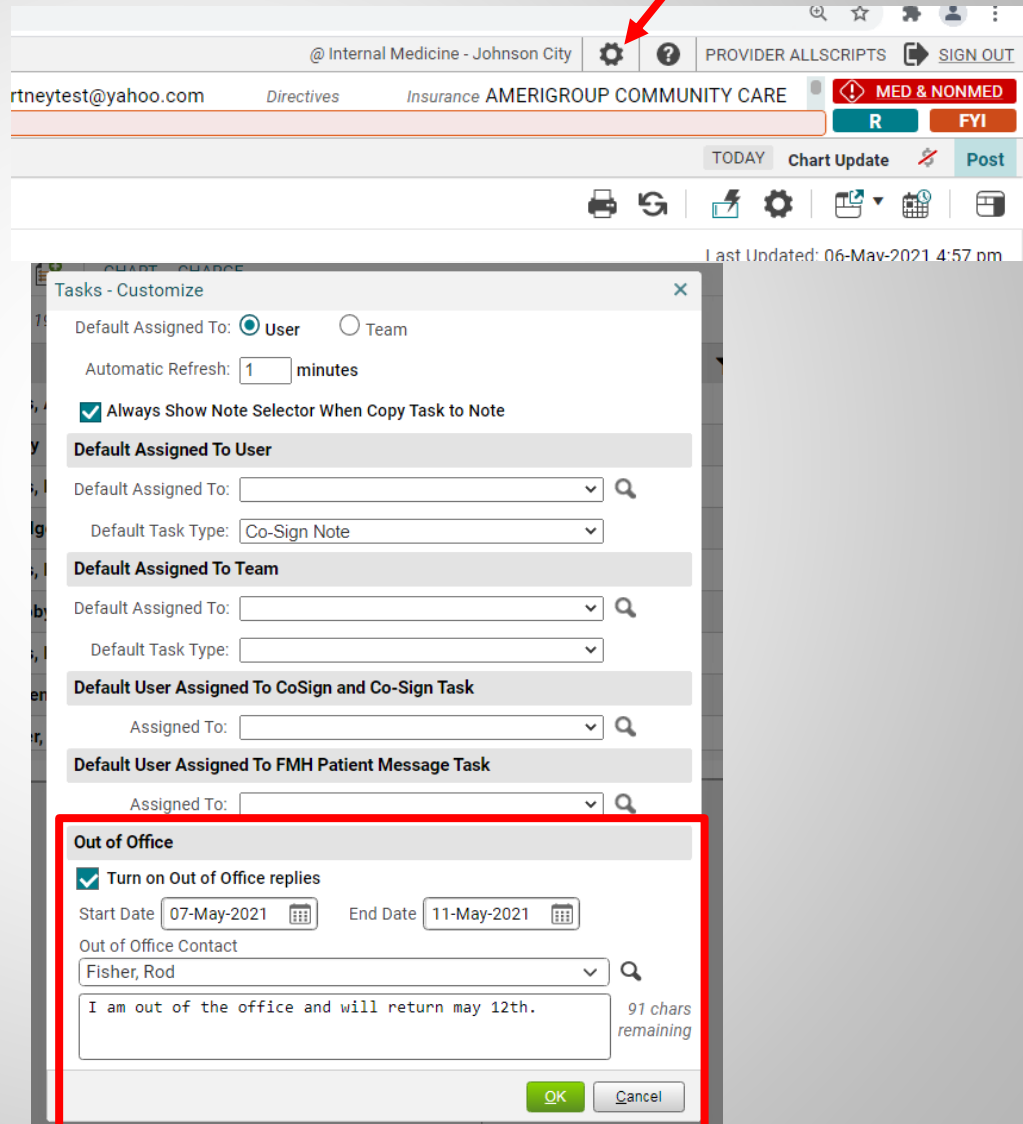 @ Internal Medicine - Johnson City PROVIDER ALLSCRIPTS SIGN OUT
rtneytest@yahoo.com Directives Insurance AMERIGROUP COMMUNITY CARE MED & NONMED
R FYI
TODAY Chart Update $ Post
Last Updated: 06-May-2021 4:57 pm
CHART CHARGE
Tasks - Customize
Default Assigned To: User Team
Automatic Refresh: 1 minutes
Always Show Note Selector When Copy Task to Note
Default Assigned To User
Default Assigned To:
Default Task Type: Co-Sign Note
Default Assigned To Team
Default Assigned To:
Default Task Type:
Default User Assigned To CoSign and Co-Sign Task
Assigned To:
Default User Assigned To FMH Patient Message Task
Assigned To:
Out of Office
Turn on Out of Office replies
Start Date 07-May-2021 End Date 11-May-2021
Out of Office Contact
Fisher, Rod
I am out of the office and will return may 12th. 91 chars
remaining
OK Cancel